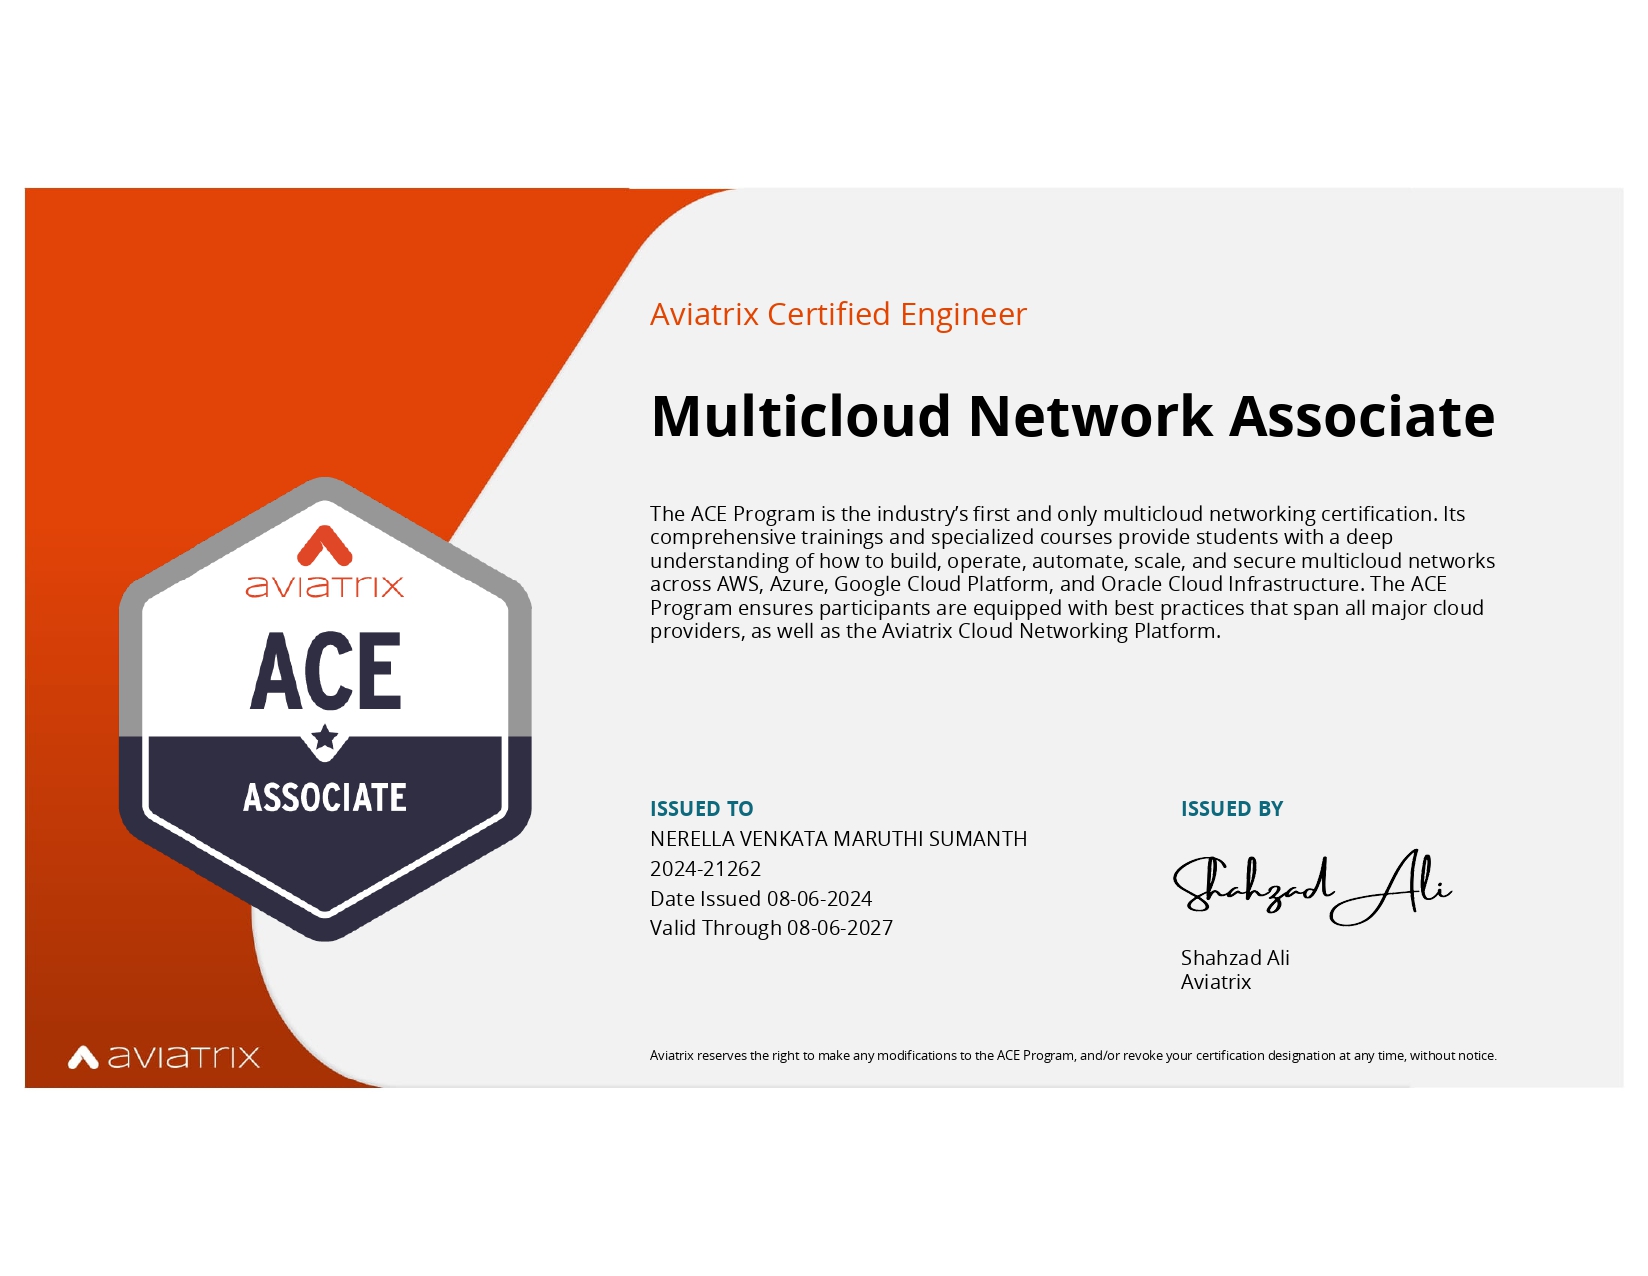 Aviatrix Certified Engineer
Multicloud Network Associate
The ACE Program is the industry’s first and only multicloud networking certification. Its
comprehensive trainings and specialized courses provide students with a deep
understanding of how to build, operate, automate, scale, and secure multicloud networks
across AWS, Azure, Google Cloud Platform, and Oracle Cloud Infrastructure. The ACE
Program ensures participants are equipped with best practices that span all major cloud
providers, as well as the Aviatrix Cloud Networking Platform.
aviatrix
ACE
ASSOCIATE
ISSUED TO
NERELLA VENKATA MARUTHI SUMANTH
2024-21262
Date Issued 08-06-2024
Valid Through 08-06-2027
ISSUED BY
Shahzad Ali
Shahzad Ali
Aviatrix
aviatrix
Aviatrix reserves the right to make any modifications to the ACE Program, and/or revoke your certification designation at any time, without notice.